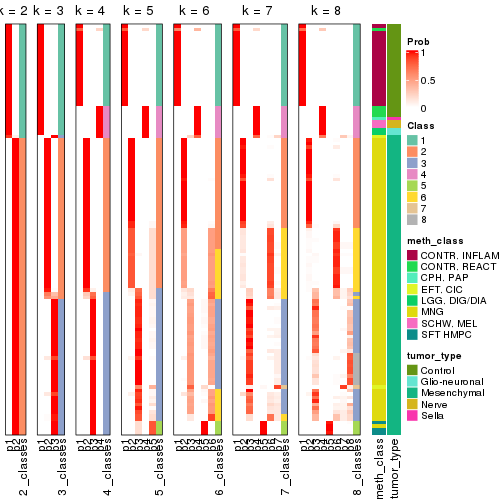 k = 2 k = 3 k = 4 k = 5 k = 6 k = 7 k = 8
Prob
1
0.5
0
Class
1
2
3
4
5
6
7
8
meth_class
CONTR, INFLAM
CONTR, REACT
CPH, PAP
EFT, CIC
LGG, DIG/DIA
MNG
SCHW, MEL
SFT HMPC
tumor_type
Control
Glio-neuronal
Mesenchymal
Nerve
Sella
p1 p2 2_classes p1 p2 p3 3_classes p1 p2 p3 p4 4_classes p1 p2 p3 p4 p5 5_classes p1 p2 p3 p4 p5 p6 6_classes p1 p2 p3 p4 p5 p6 p7 7_classes p1 p2 p3 p4 p5 p6 p7 p8 8_classes meth_class tumor_type